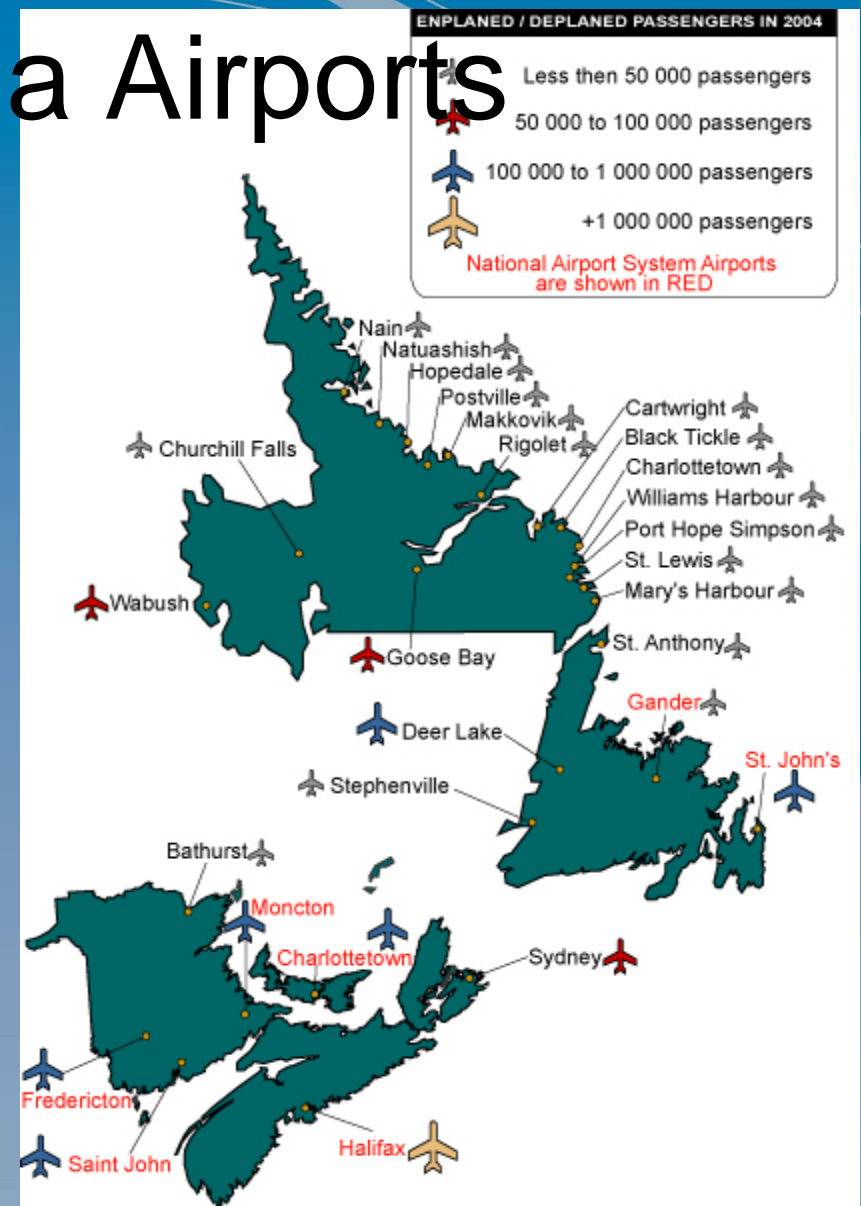 ENPLANED / DEPLANED PASSENGERS IN 2004
a Airports
Less then 50 000 passengers
50 000 to 100 000 passengers
100 000 to 1 000 000 passengers
+1 000 000 passengers
National Airport System Airports
are shown in RED
Nain
Natuashish
Hopedale
Postville
Makkovik
Rigolet
Cartwright
Black Tickle
Charlottetown
Williams Harbour
Port Hope Simpson
St. Lewis
Mary's Harbour
Churchill Falls
Wabush
Goose Bay
St. Anthony
Gander
Deer Lake
St. John's
Stephenville
Bathurst
Moncton
Charlottetown
Sydney
Fredericton
Saint John
Halifax